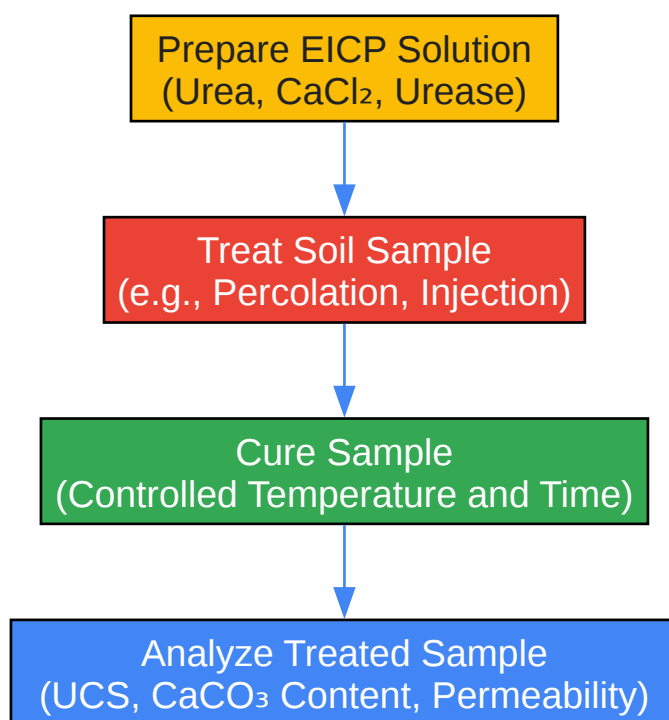 Prepare EICP Solution
(Urea, CaCl₂, Urease)
Treat Soil Sample
(e.g., Percolation, Injection)
Cure Sample
(Controlled Temperature and Time)
Analyze Treated Sample
(UCS, CaCO₃ Content, Permeability)